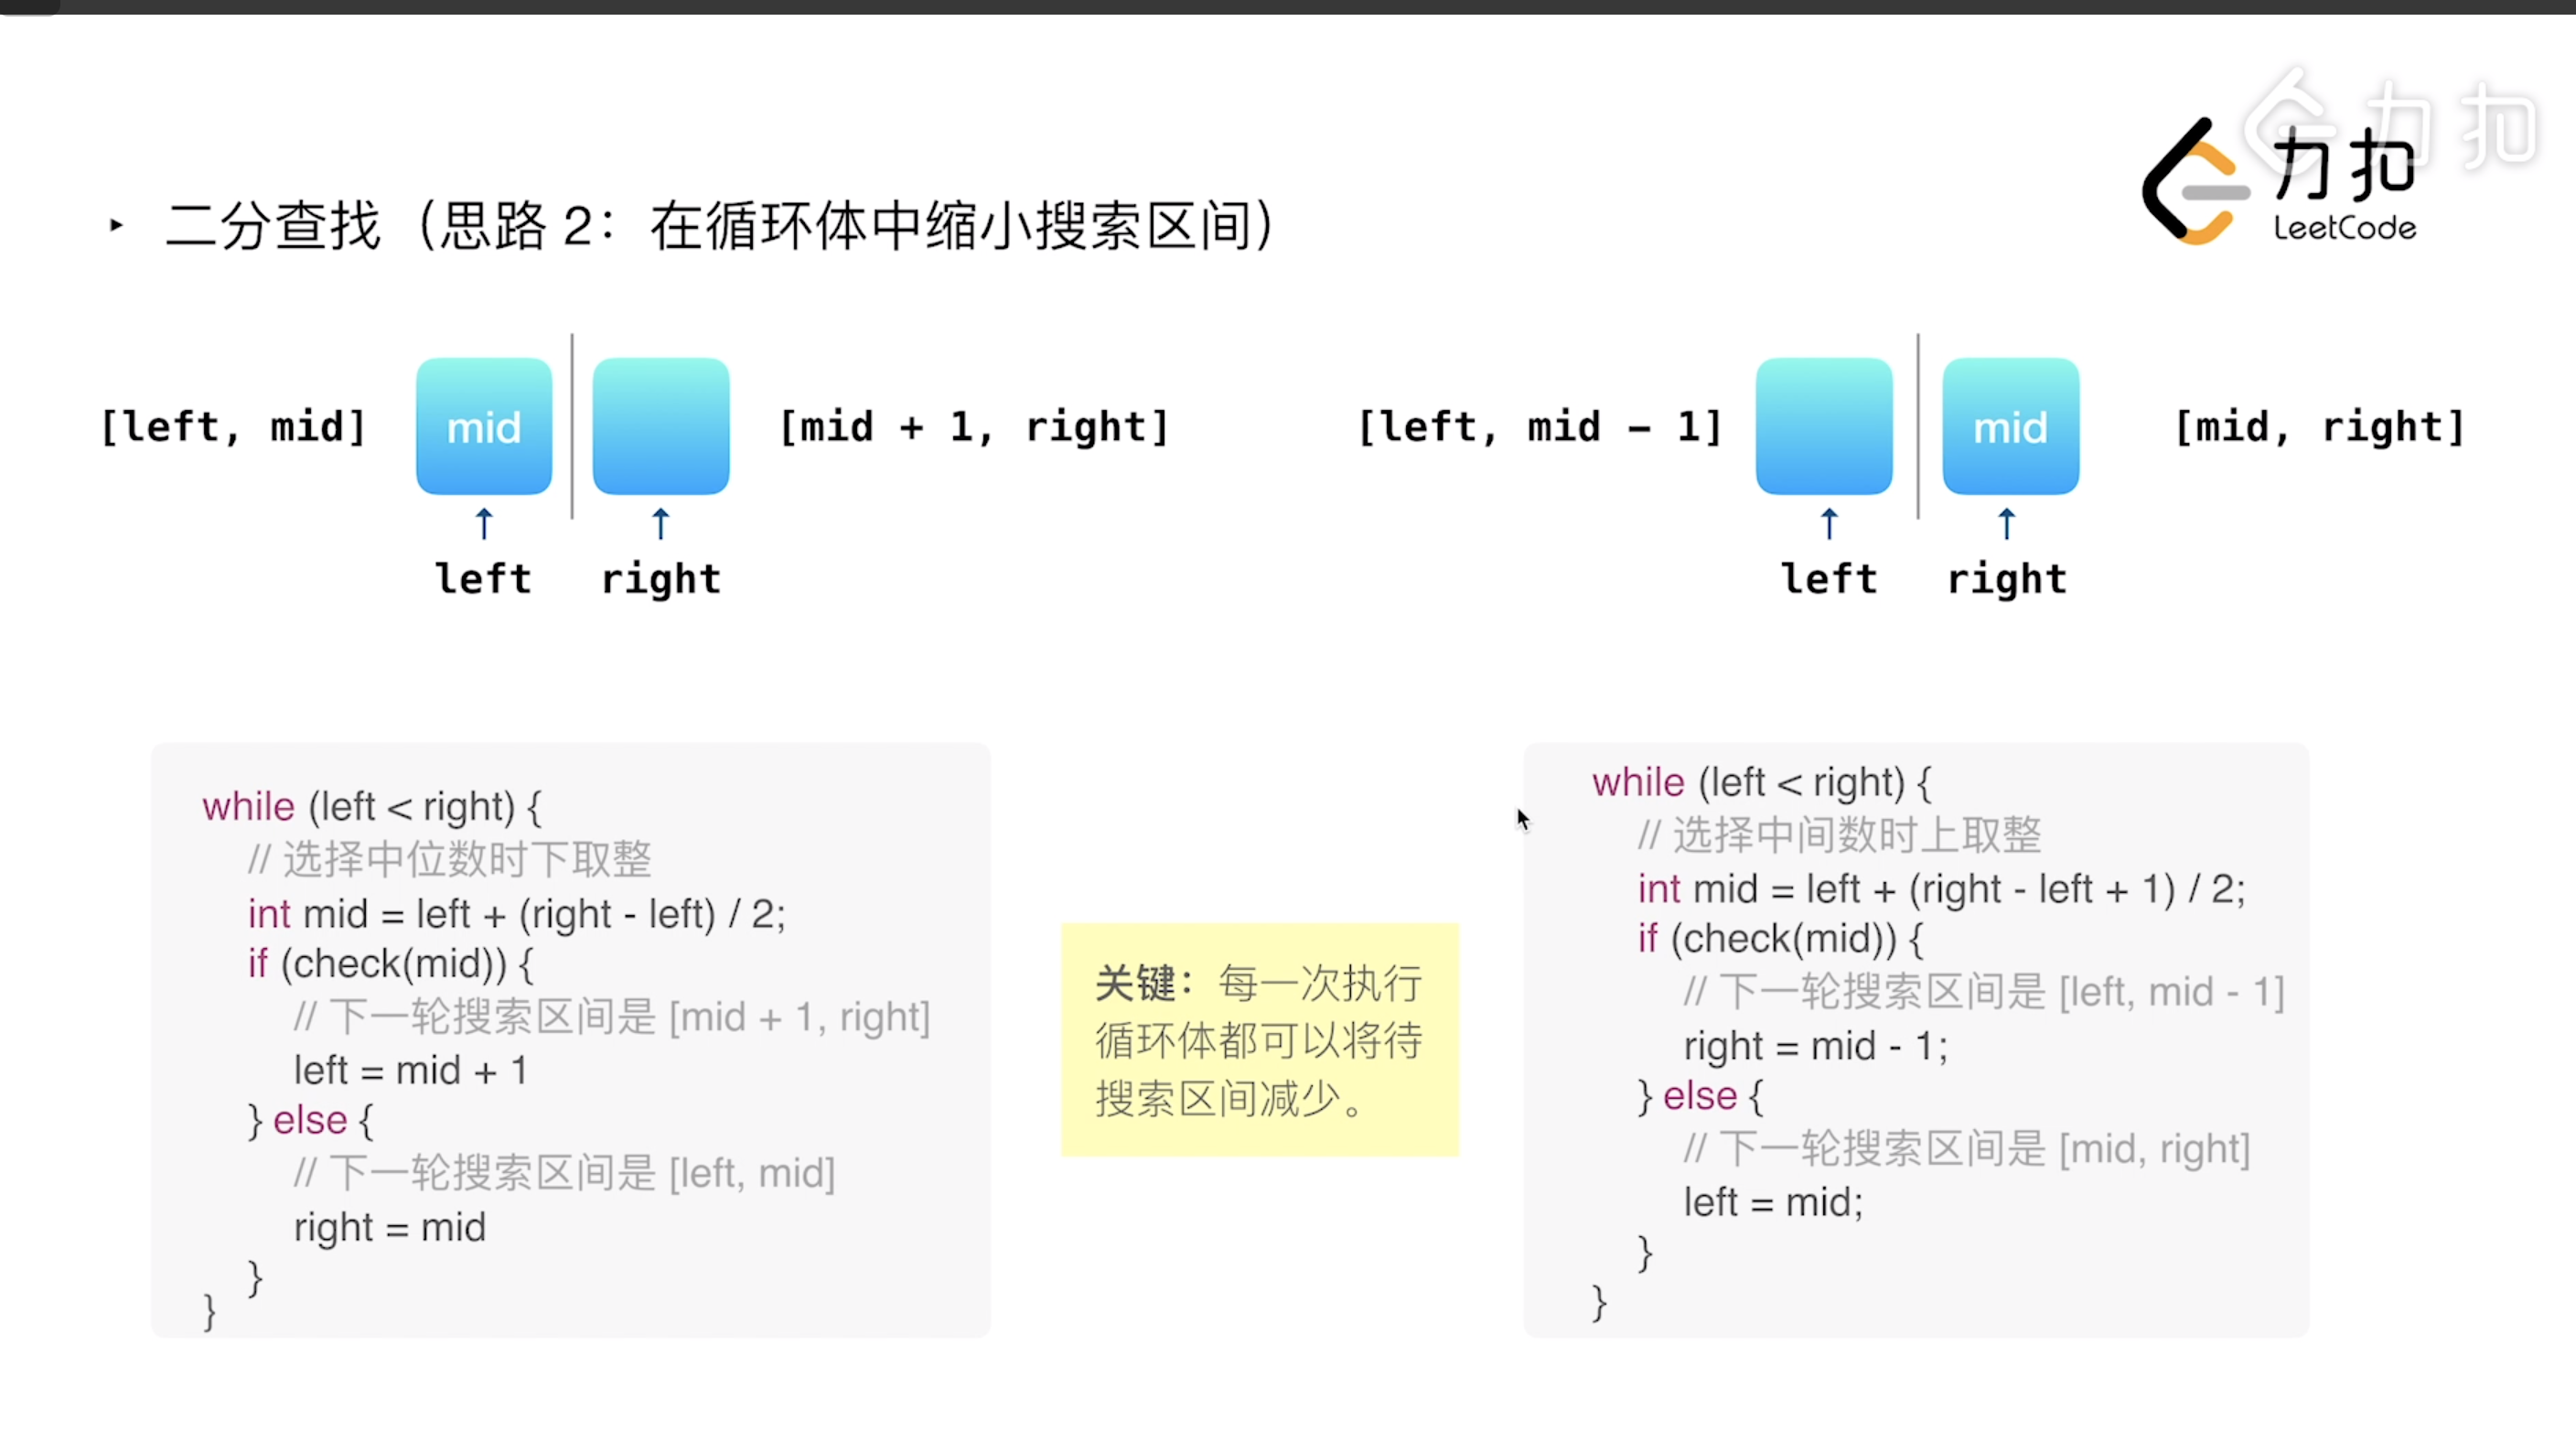 力扣
力扣
LeetCode
‣ 二分查找（思路 2：在循环体中缩小搜索区间）
[left, mid] mid [mid + 1, right]
left right
[left, mid - 1] mid [mid, right]
left right
while (left < right) {
// 选择中位数时下取整
int mid = left + (right - left) / 2;
if (check(mid)) {
// 下一轮搜索区间是 [mid + 1, right]
left = mid + 1
} else {
// 下一轮搜索区间是 [left, mid]
right = mid
}
}
关键：每一次执行
循环体都可以将待
搜索区间减少。
while (left < right) {
// 选择中间数时上取整
int mid = left + (right - left + 1) / 2;
if (check(mid)) {
// 下一轮搜索区间是 [left, mid - 1]
right = mid - 1;
} else {
// 下一轮搜索区间是 [mid, right]
left = mid;
}
}